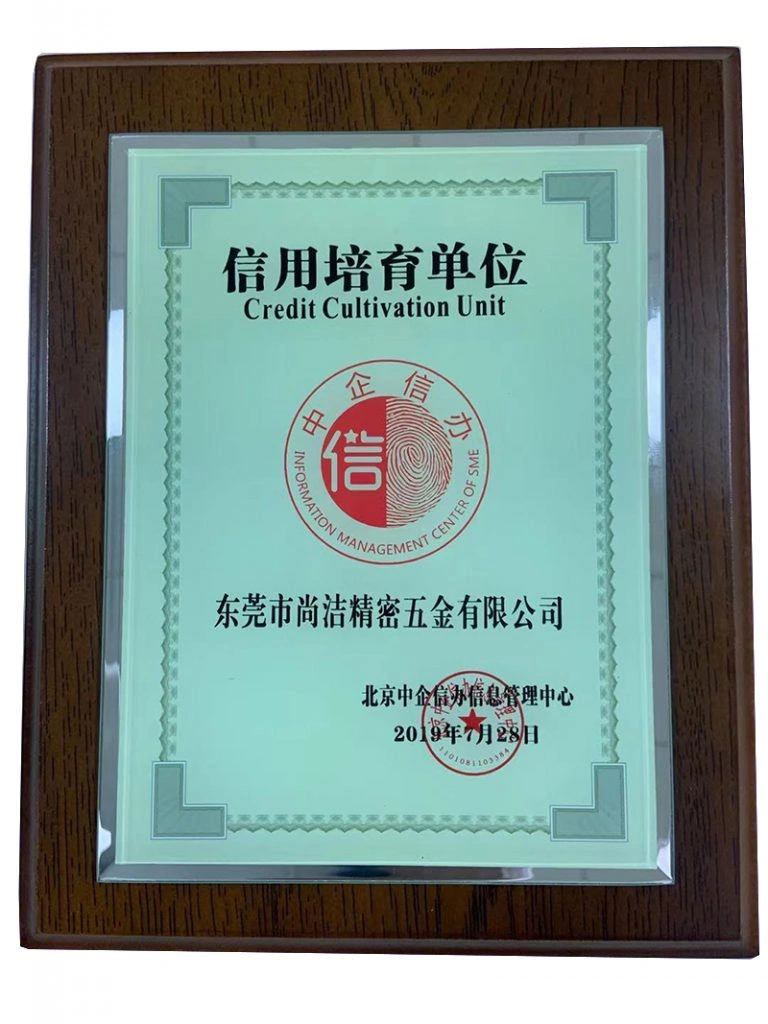 信用培育单位
Credit Cultivation Unit
中企信办
信
INFORMATION MANAGEMENT CENTER OF SME
东莞市尚洁精密五金有限公司
北京中企信办信息管理中心
2019年7月28日
1101081103384